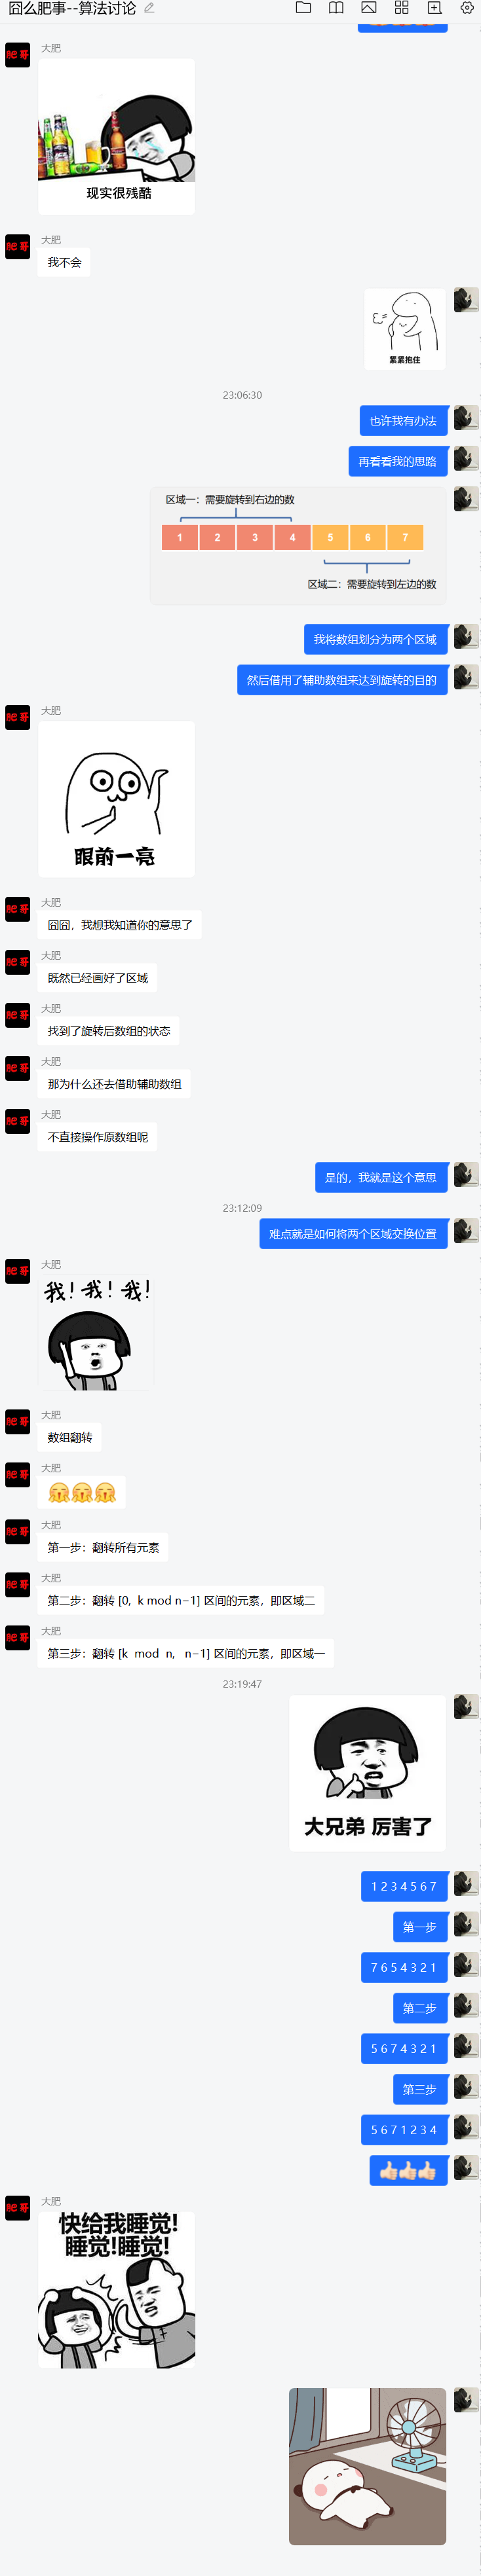 囧么肥事--算法讨论
大肥
肥哥
现实很残酷
大肥
肥哥
我不会
紧紧抱住
23:06:30
也许我有办法
再看看我的思路
区域一：需要旋转到右边的数
1 2 3 4 5 6 7
区域二：需要旋转到左边的数
我将数组划分为两个区域
然后借用了辅助数组来达到旋转的目的
大肥
肥哥
眼前一亮
大肥
肥哥
囧囧，我想我知道你的意思了
大肥
肥哥
既然已经画好了区域
大肥
肥哥
找到了旋转后数组的状态
大肥
肥哥
那为什么还去借助辅助数组
大肥
肥哥
不直接操作原数组呢
是的，我就是这个意思
23:12:09
难点就是如何将两个区域交换位置
大肥
肥哥
我！我！我！
大肥
肥哥
数组翻转
大肥
肥哥
大肥
肥哥
第一步：翻转所有元素
大肥
肥哥
第二步：翻转 [0, k mod n−1] 区间的元素，即区域二
大肥
肥哥
第三步：翻转 [k mod n, n−1] 区间的元素，即区域一
23:19:47
大兄弟 厉害了
1 2 3 4 5 6 7
第一步
7 6 5 4 3 2 1
第二步
5 6 7 4 3 2 1
第三步
5 6 7 1 2 3 4
大肥
肥哥
快给我睡觉!
睡觉!睡觉!